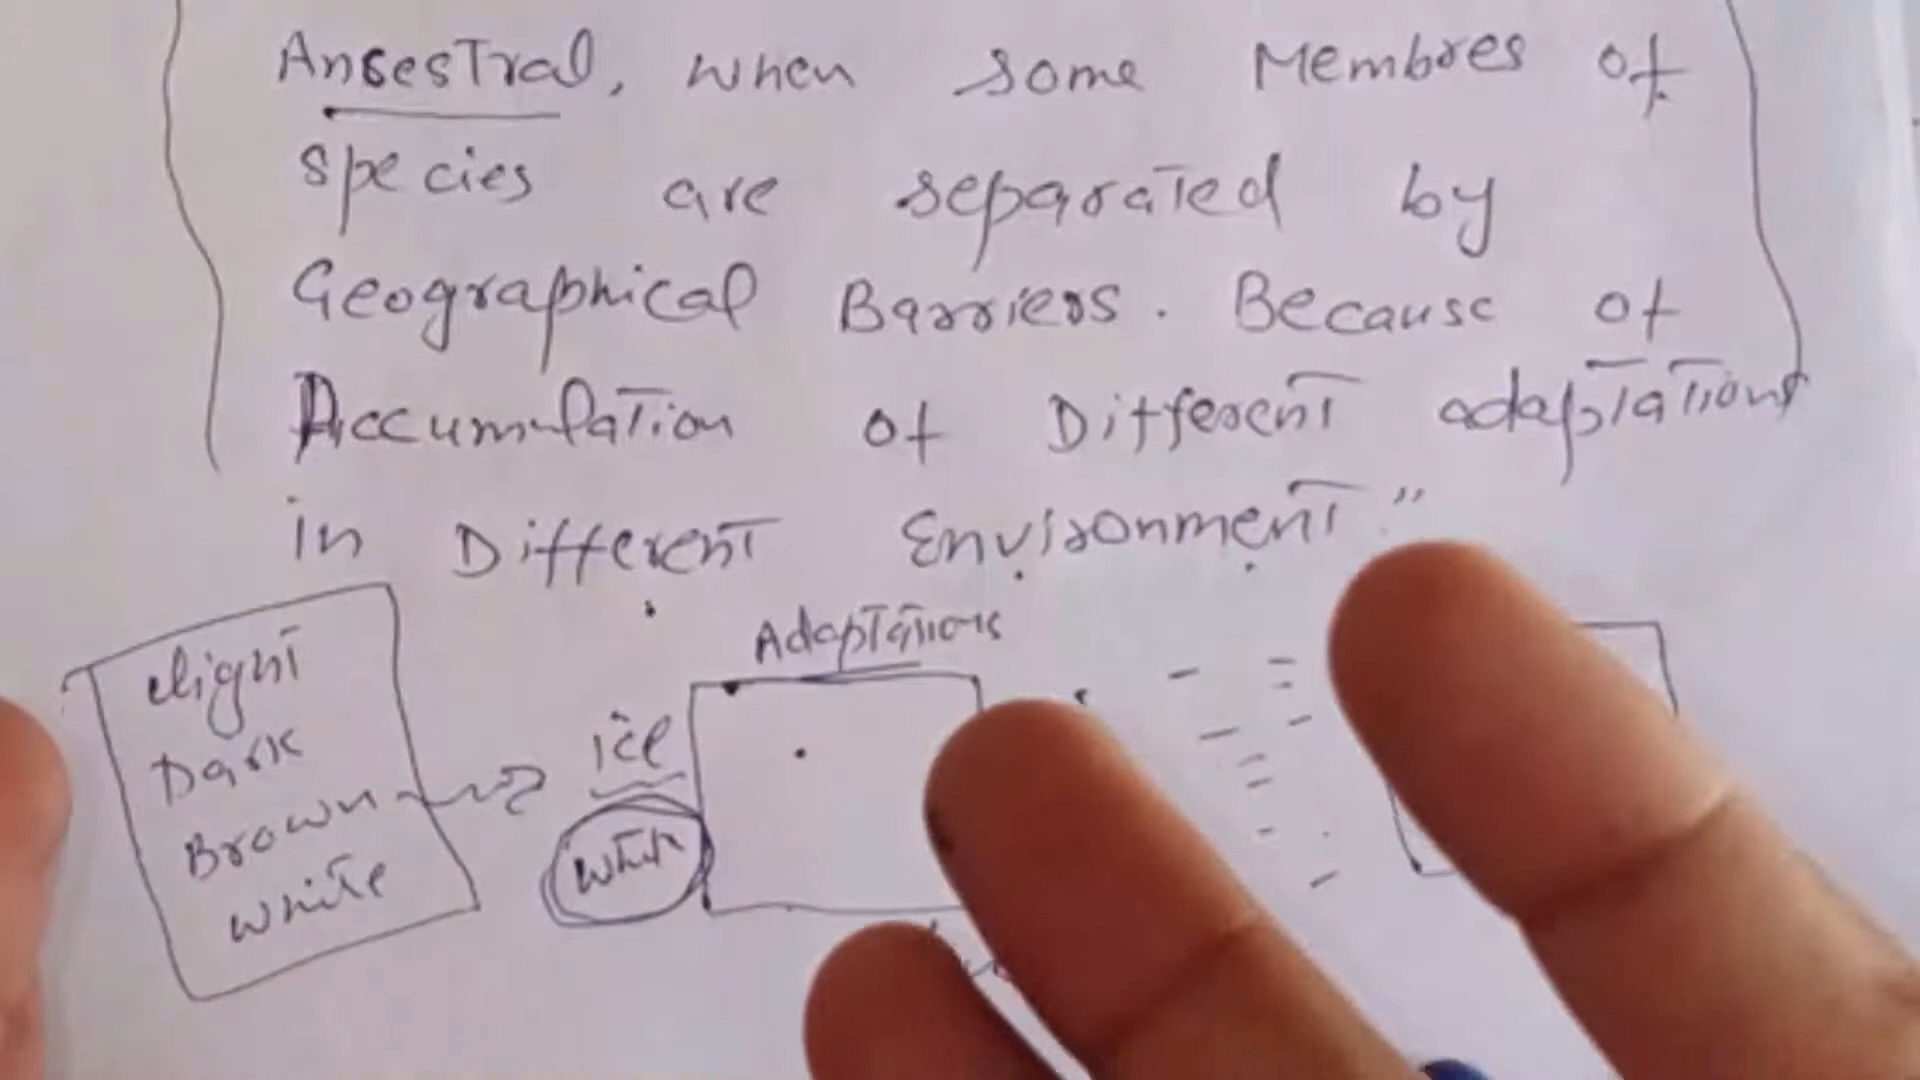 Ansestral, when some Membres of
species are separated by
Geographical Barriers. Because of
Accumulation of Different adaptations
in Different Environment"
Adaptations
light
Dark
Brown
white
ice
white